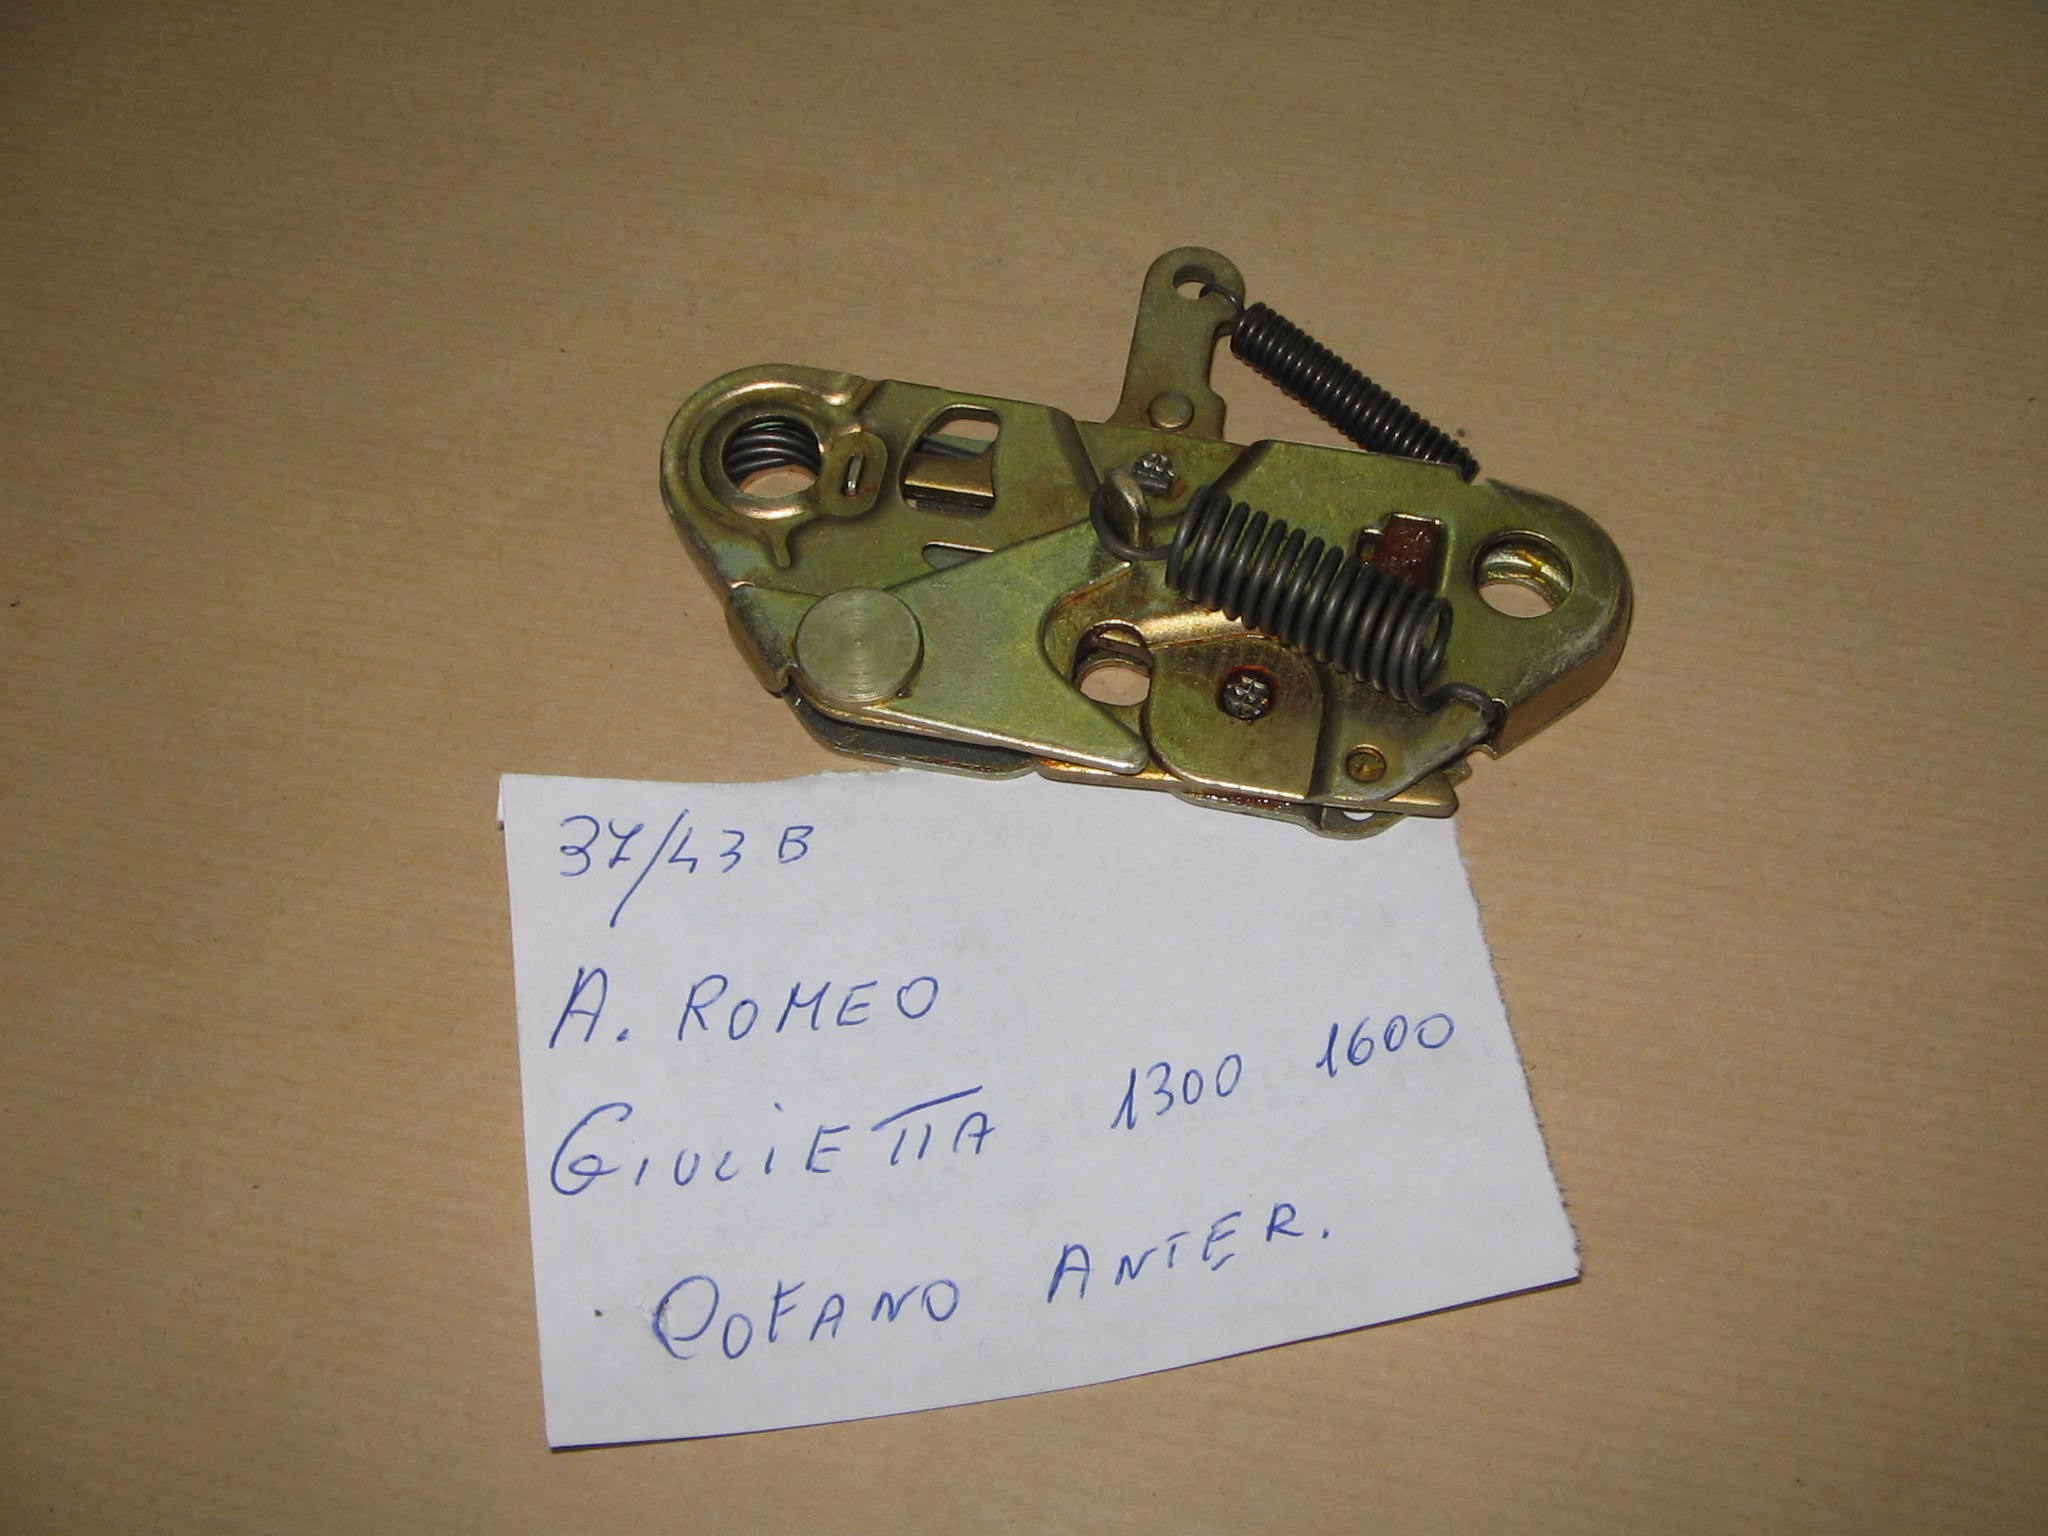 37/43 B
A. ROMEO
GIULIETTA 1300 1600
COFANO ANTER.